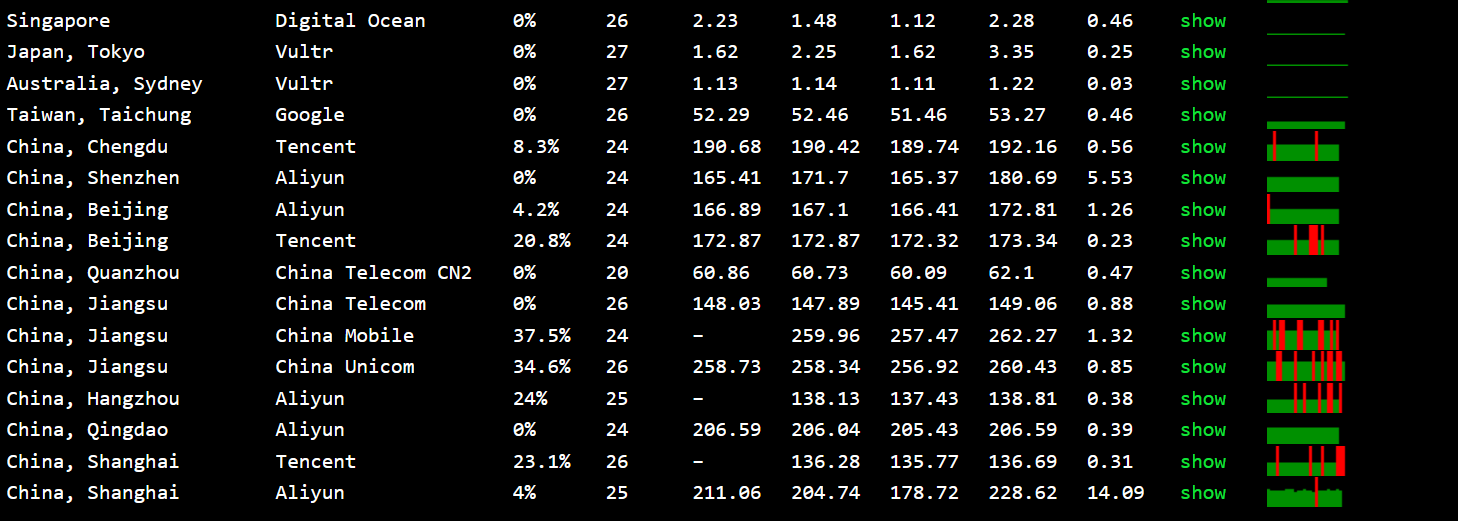 Singapore Digital Ocean 0% 26 2.23 1.48 1.12 2.28 0.46 show
Japan, Tokyo Vultr 0% 27 1.62 2.25 1.62 3.35 0.25 show
Australia, Sydney Vultr 0% 27 1.13 1.14 1.11 1.22 0.03 show
Taiwan, Taichung Google 0% 26 52.29 52.46 51.46 53.27 0.46 show
China, Chengdu Tencent 8.3% 24 190.68 190.42 189.74 192.16 0.56 show
China, Shenzhen Aliyun 0% 24 165.41 171.7 165.37 180.69 5.53 show
China, Beijing Aliyun 4.2% 24 166.89 167.1 166.41 172.81 1.26 show
China, Beijing Tencent 20.8% 24 172.87 172.87 172.32 173.34 0.23 show
China, Quanzhou China Telecom CN2 0% 20 60.86 60.73 60.09 62.1 0.47 show
China, Jiangsu China Telecom 0% 26 148.03 147.89 145.41 149.06 0.88 show
China, Jiangsu China Mobile 37.5% 24 – 259.96 257.47 262.27 1.32 show
China, Jiangsu China Unicom 34.6% 26 258.73 258.34 256.92 260.43 0.85 show
China, Hangzhou Aliyun 24% 25 – 138.13 137.43 138.81 0.38 show
China, Qingdao Aliyun 0% 24 206.59 206.04 205.43 206.59 0.39 show
China, Shanghai Tencent 23.1% 26 – 136.28 135.77 136.69 0.31 show
China, Shanghai Aliyun 4% 25 211.06 204.74 178.72 228.62 14.09 show